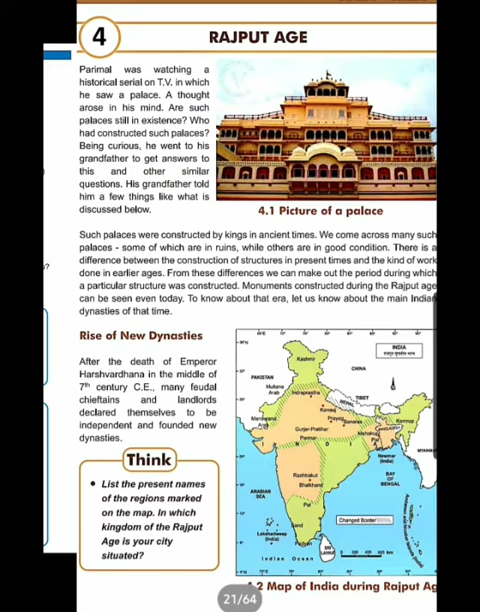 4
RAJPUT AGE
Parimal was watching a
historical serial on T.V. in which
he saw a palace. A thought
arose in his mind. Are such
palaces still in existence? Who
had constructed such palaces?
Being curious, he went to his
grandfather to get answers to
this and other similar
questions. His grandfather told
him a few things like what is
discussed below.
4.1 Picture of a palace
Such palaces were constructed by kings in ancient times. We come across many such
palaces - some of which are in ruins, while others are in good condition. There is a
difference between the construction of structures in present times and the kind of work
done in earlier ages. From these differences we can make out the period during which
a particular structure was constructed. Monuments constructed during the Rajput age
can be seen even today. To know about that era, let us know about the main Indian
dynasties of that time.
?
Rise of New Dynasties
After the death of Emperor
Harshvardhana in the middle of
7th century C.E., many feudal
chieftains and landlords
declared themselves to be
independent and founded new
dynasties.
Think
• List the present names
of the regions marked
on the map. In which
kingdom of the Rajput
Age is your city
situated?
INDIA
Kashmir
CHINA
PAKISTAN
Multana
Arab
Indraprastha
TIBET
NEPAL
Kanauj
Kamrup
Prayag
Banaras
Arab
Gurjar-Pratihar
Parmar
Pal
MYANMAR
(India)
BAY
OF
BENGAL
Rashtrakut
ARABIAN
SEA
Pal
Changed Border
Lakshadweep
(India)
SRI
LANKA
Indian Ocean
4.2 Map of India during Rajput Ag
21/64